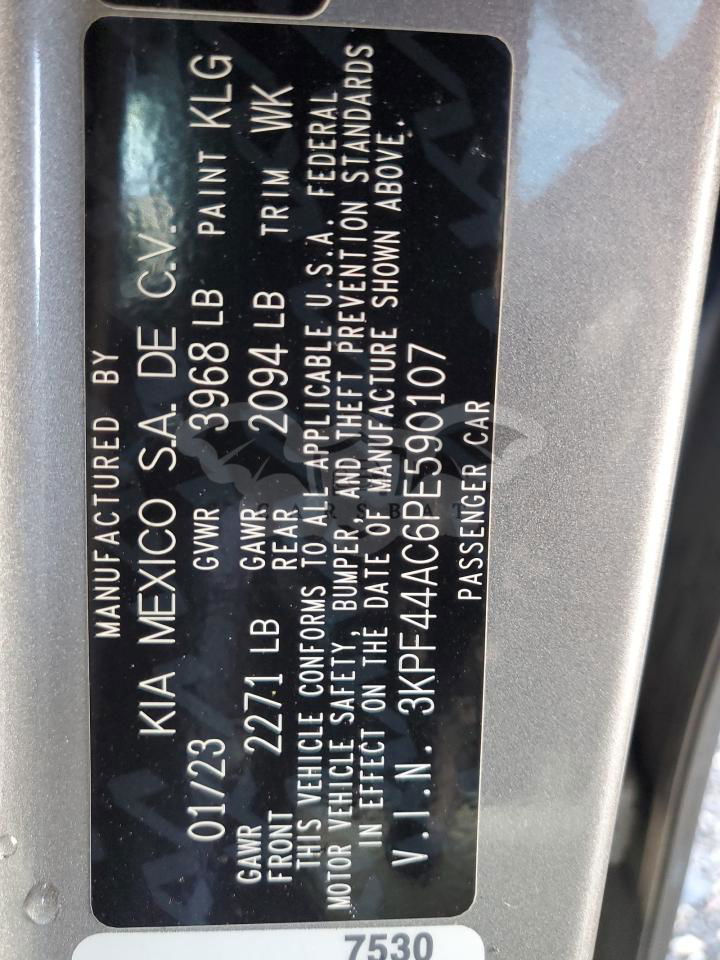 MANUFACTURED BY
KIA MEXICO S.A. DE C.V.
01/23 GVWR 3968 LB PAINT KLG
GAWR FRONT 2271 LB GAWR REAR 2094 LB TRIM WK
THIS VEHICLE CONFORMS TO ALL APPLICABLE U.S.A. FEDERAL
MOTOR VEHICLE SAFETY, BUMPER, AND THEFT PREVENTION STANDARDS
IN EFFECT ON THE DATE OF MANUFACTURE SHOWN ABOVE.
V.I.N. 3KPF44AC6PE590107
PASSENGER CAR
7530